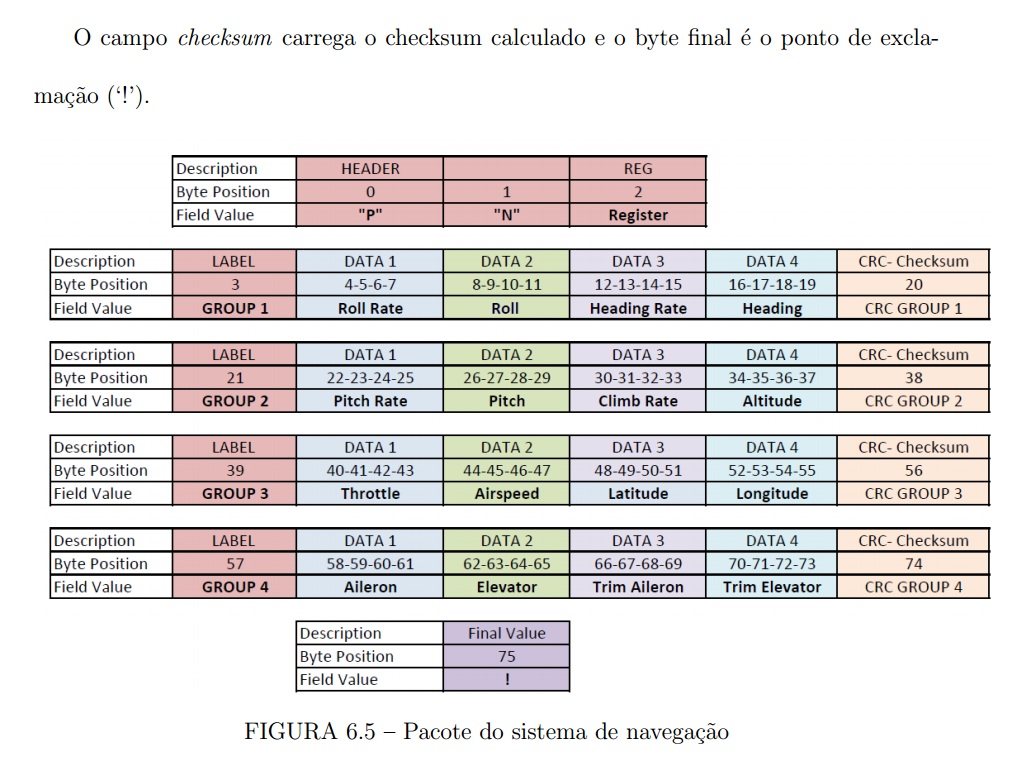 O campo checksum carrega o checksum calculado e o byte final é o ponto de excla-
mação (‘!’).
Description HEADER REG
Byte Position 0 1 2
Field Value "P" "N" Register
Description LABEL DATA 1 DATA 2 DATA 3 DATA 4 CRC- Checksum
Byte Position 3 4-5-6-7 8-9-10-11 12-13-14-15 16-17-18-19 20
Field Value GROUP 1 Roll Rate Roll Heading Rate Heading CRC GROUP 1
Description LABEL DATA 1 DATA 2 DATA 3 DATA 4 CRC- Checksum
Byte Position 21 22-23-24-25 26-27-28-29 30-31-32-33 34-35-36-37 38
Field Value GROUP 2 Pitch Rate Pitch Climb Rate Altitude CRC GROUP 2
Description LABEL DATA 1 DATA 2 DATA 3 DATA 4 CRC- Checksum
Byte Position 39 40-41-42-43 44-45-46-47 48-49-50-51 52-53-54-55 56
Field Value GROUP 3 Throttle Airspeed Latitude Longitude CRC GROUP 3
Description LABEL DATA 1 DATA 2 DATA 3 DATA 4 CRC- Checksum
Byte Position 57 58-59-60-61 62-63-64-65 66-67-68-69 70-71-72-73 74
Field Value GROUP 4 Aileron Elevator Trim Aileron Trim Elevator CRC GROUP 4
Description Final Value
Byte Position 75
Field Value !
FIGURA 6.5 – Pacote do sistema de navegação